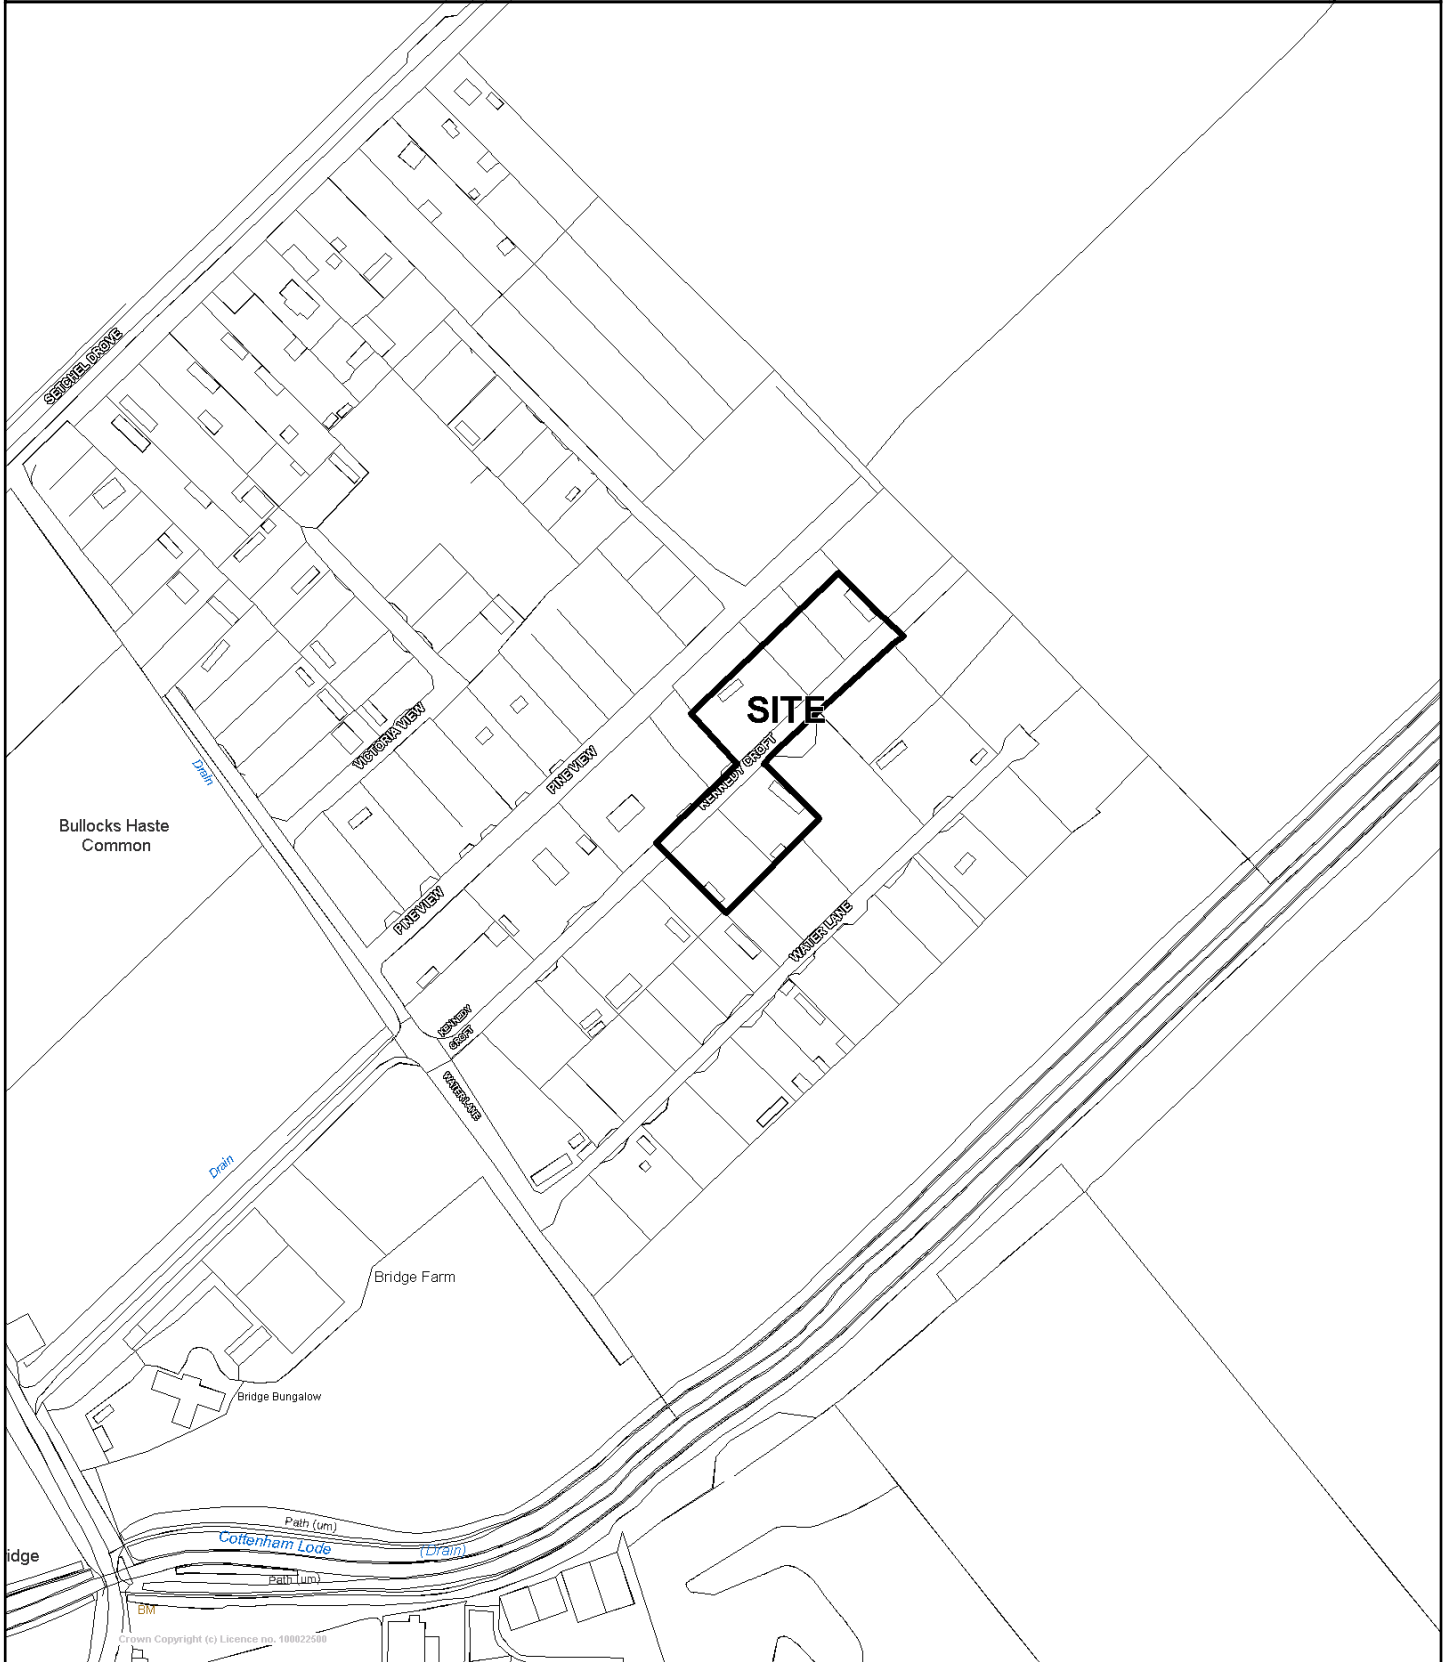 SETCHEL DROVE
SITE
VICTORIA VIEW
PINE VIEW
KENNEDY CROFT
Drain
Bullocks Haste
Common
PINE VIEW
WATER LANE
KENNEDY
CROFT
WATER LANE
Drain
Bridge Farm
Bridge Bungalow
Path (um)
Cottenham Lode
(Drain)
idge
Path (um)
BM
Crown Copyright (c) Licence no. 100022500